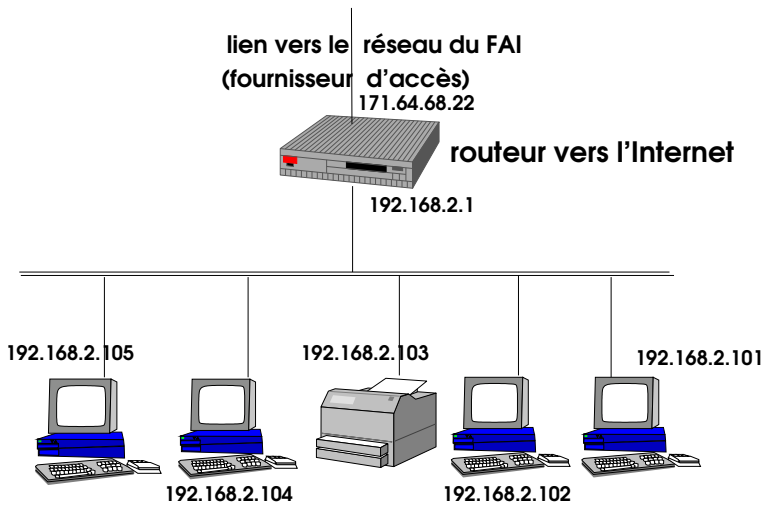 lien vers le réseau du FAI
(fournisseur d'accès)
171.64.68.22
routeur vers l'Internet
192.168.2.1
192.168.2.105
192.168.2.103
192.168.2.101
192.168.2.104
192.168.2.102